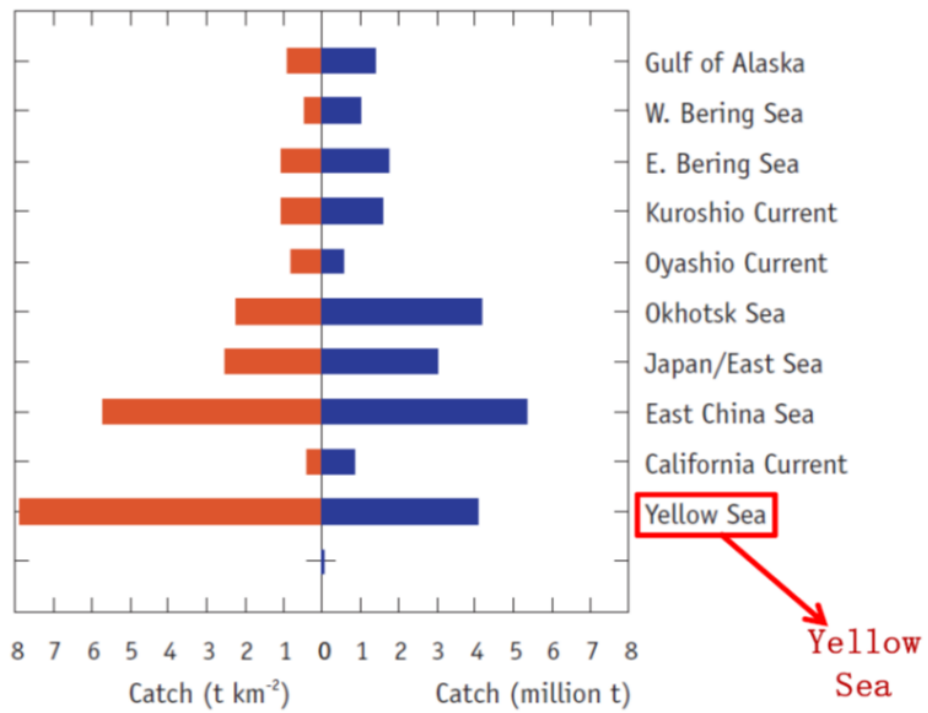 Gulf of Alaska
W. Bering Sea
E. Bering Sea
Kuroshio Current
Oyashio Current
Okhotsk Sea
Japan/East Sea
East China Sea
California Current
Yellow Sea
8 7 6 5 4 3 2 1 0 1 2 3 4 5 6 7 8
Catch (t km⁻²) Catch (million t)
Yellow
Sea